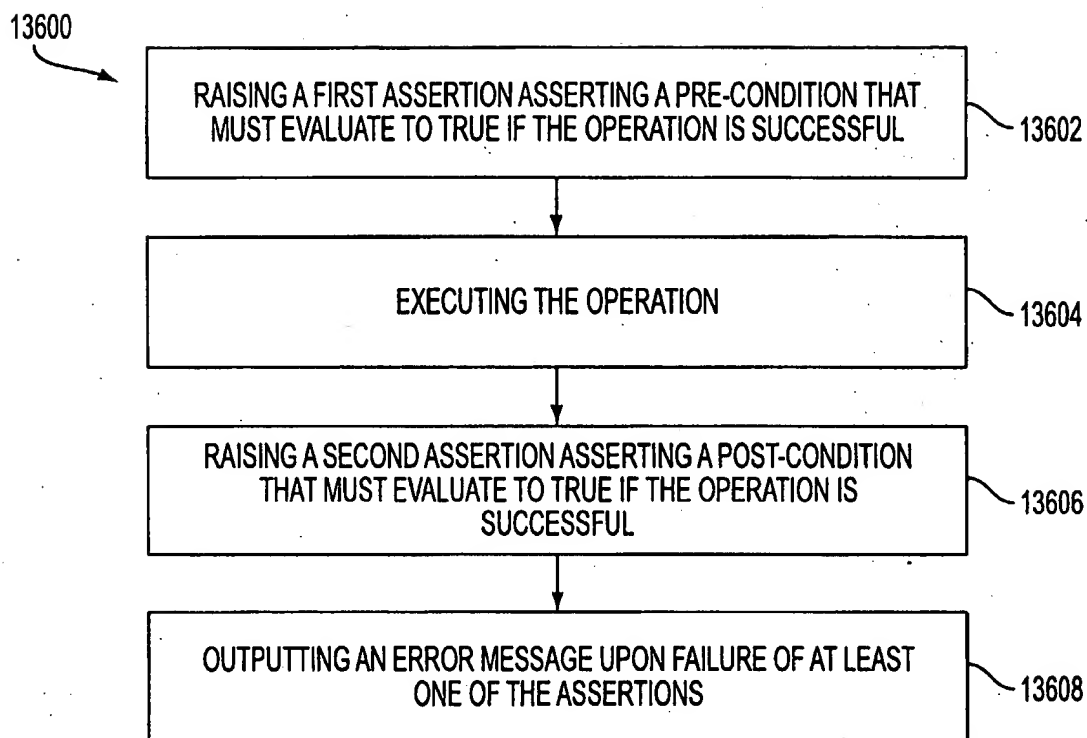 13600
RAISING A FIRST ASSERTION ASSERTING A PRE-CONDITION THAT
MUST EVALUATE TO TRUE IF THE OPERATION IS SUCCESSFUL
13602
EXECUTING THE OPERATION
13604
RAISING A SECOND ASSERTION ASSERTING A POST-CONDITION
THAT MUST EVALUATE TO TRUE IF THE OPERATION IS
SUCCESSFUL
13606
OUTPUTTING AN ERROR MESSAGE UPON FAILURE OF AT LEAST
ONE OF THE ASSERTIONS
13608